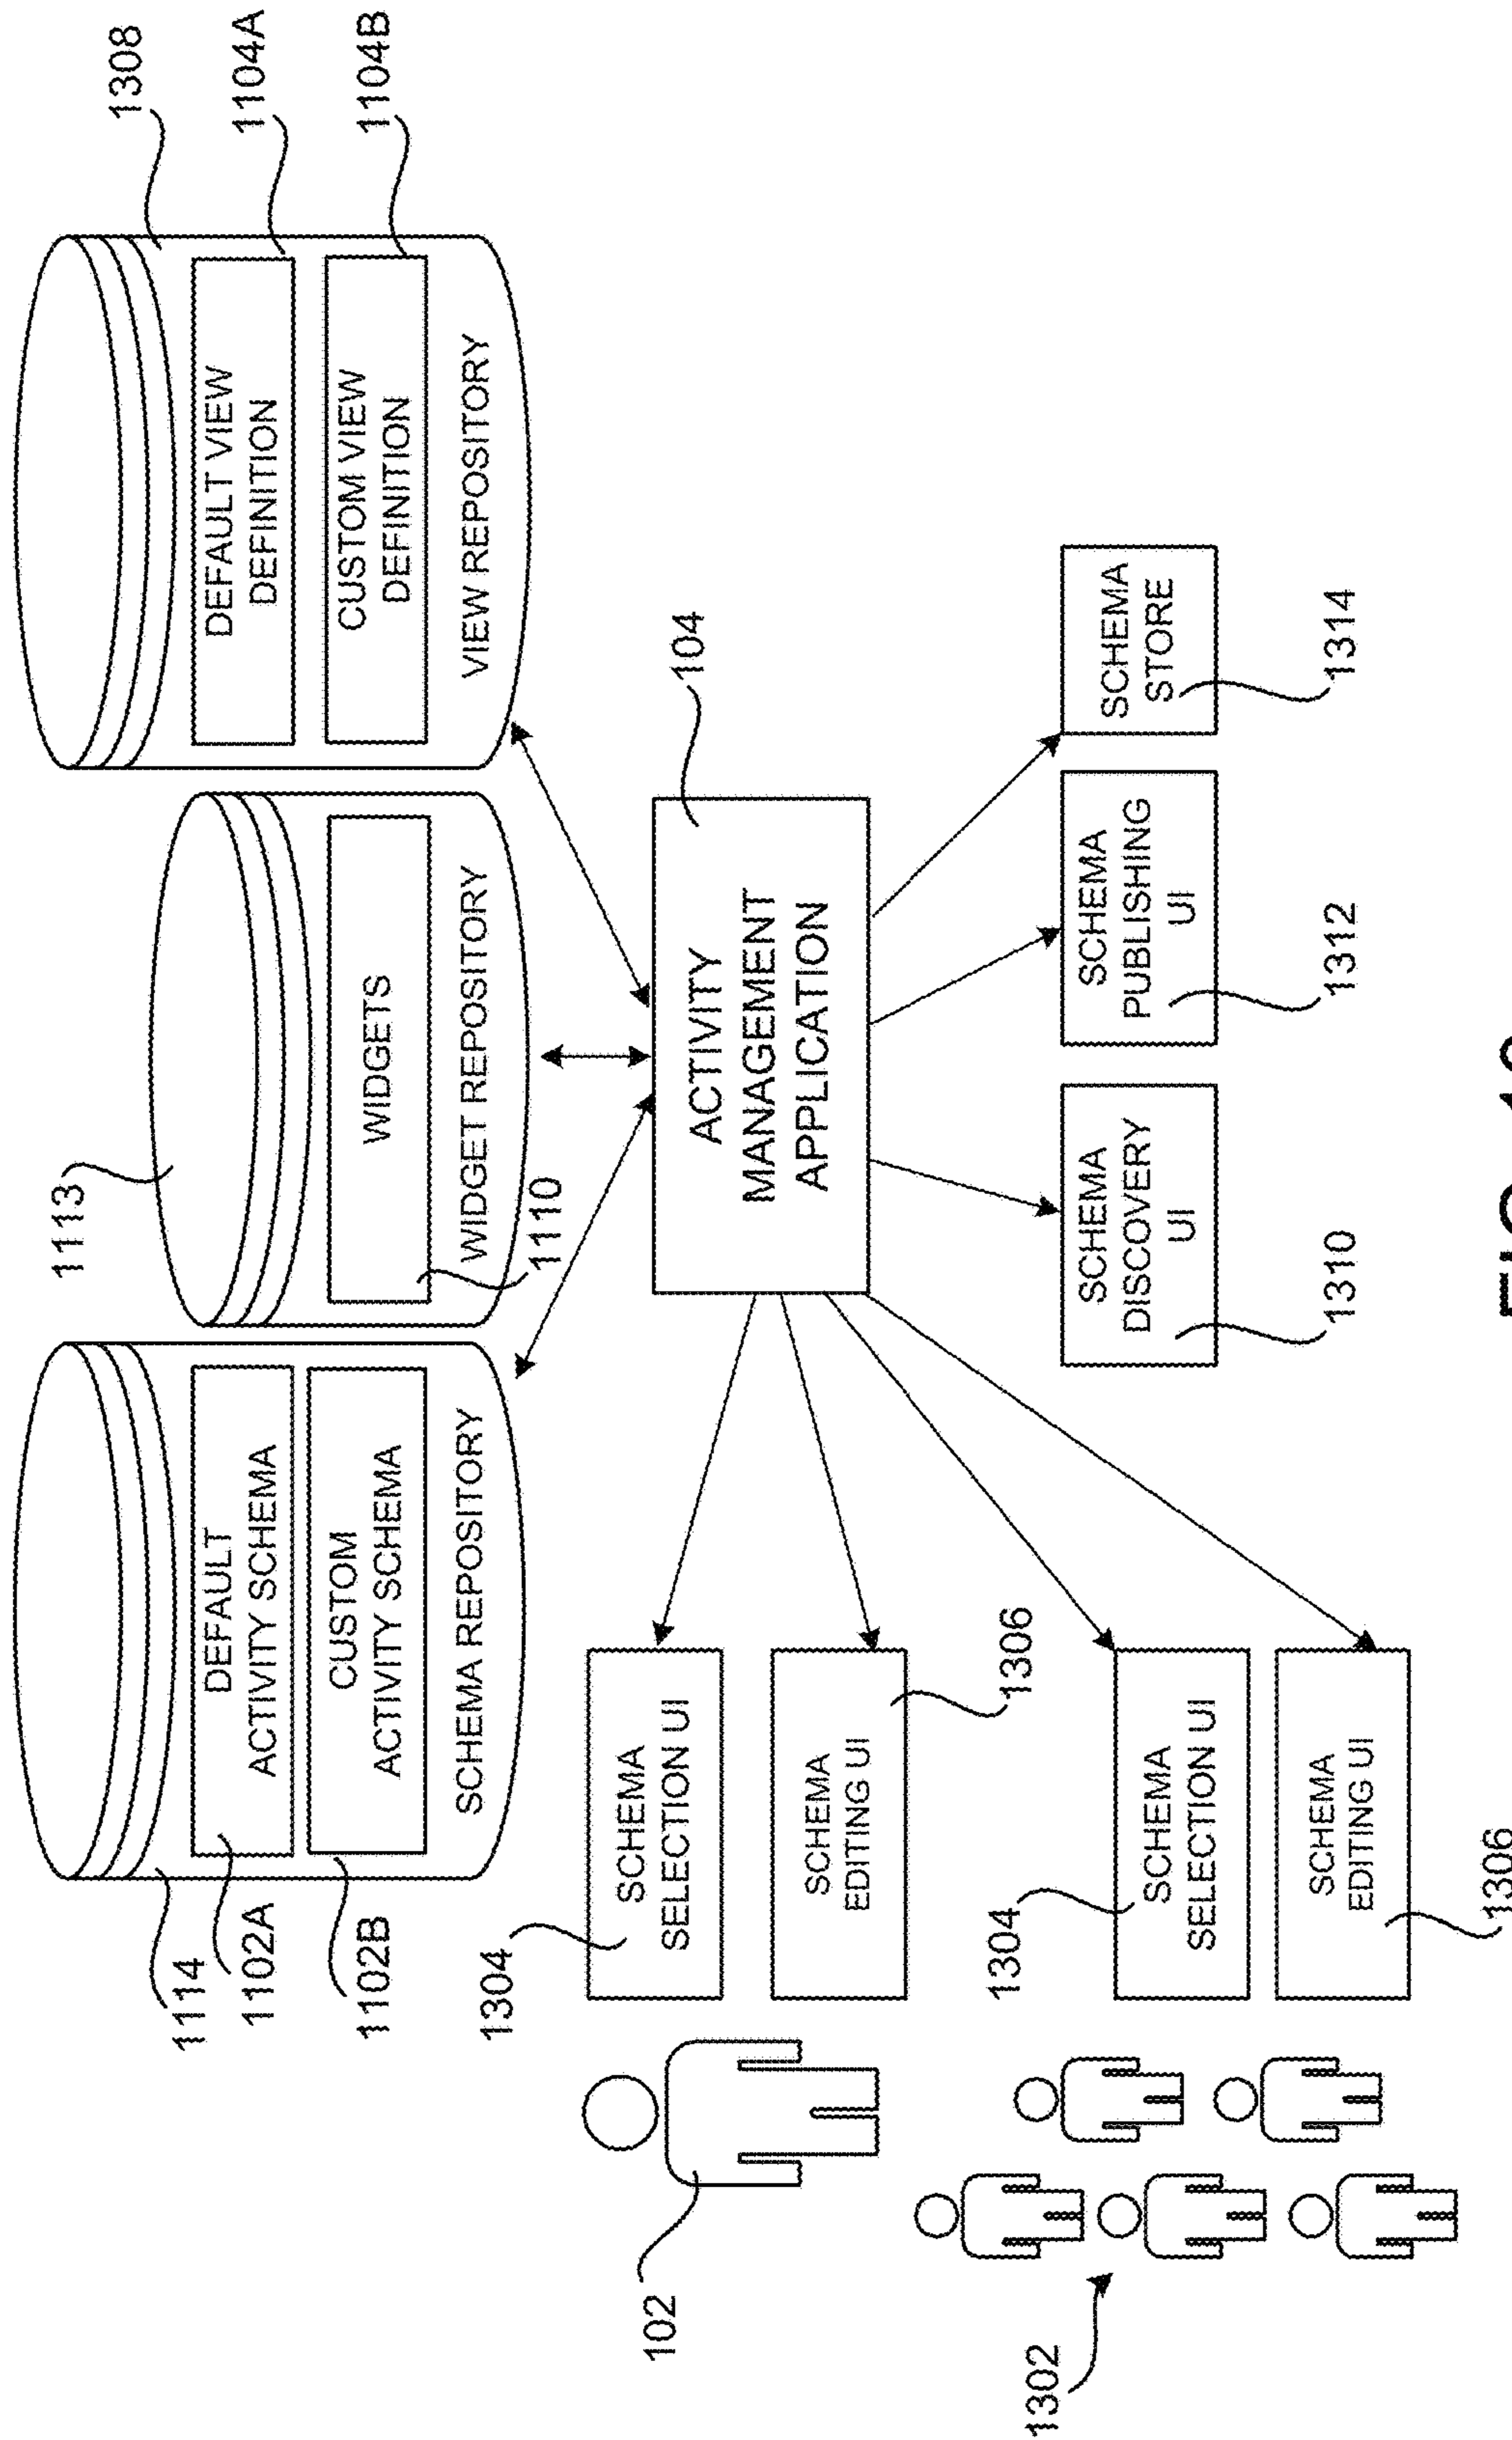 1114
1102A
1102B
DEFAULT
ACTIVITY SCHEMA
CUSTOM
ACTIVITY SCHEMA
SCHEMA REPOSITORY
1113
WIDGETS
WIDGET REPOSITORY
1110
1308
1104A
1104B
DEFAULT VIEW
DEFINITION
CUSTOM VIEW
DEFINITION
VIEW REPOSITORY
102
1304
SCHEMA
SELECTION UI
SCHEMA
EDITING UI
1306
104
ACTIVITY
MANAGEMENT
APPLICATION
1302
1304
SCHEMA
SELECTION UI
SCHEMA
EDITING UI
1306
SCHEMA
DISCOVERY
UI
1310
SCHEMA
PUBLISHING
UI
1312
SCHEMA
STORE
1314